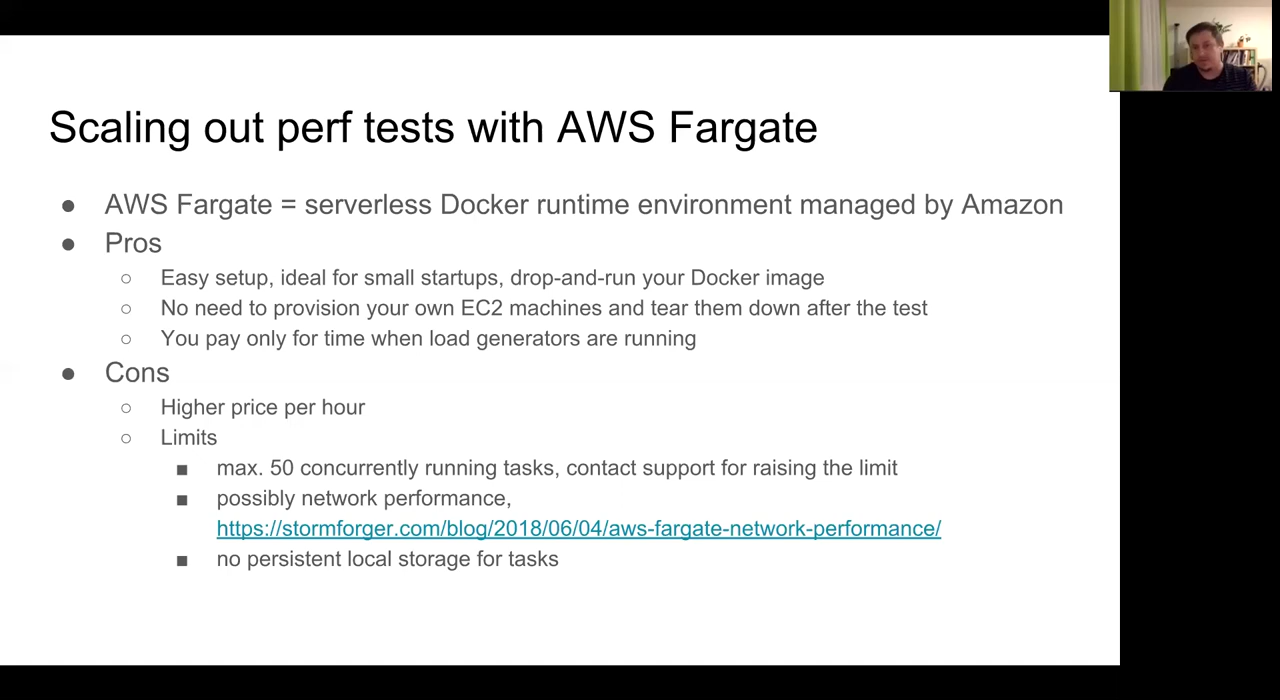 Scaling out perf tests with AWS Fargate
● AWS Fargate = serverless Docker runtime environment managed by Amazon
● Pros
○ Easy setup, ideal for small startups, drop-and-run your Docker image
○ No need to provision your own EC2 machines and tear them down after the test
○ You pay only for time when load generators are running
● Cons
○ Higher price per hour
○ Limits
■ max. 50 concurrently running tasks, contact support for raising the limit
■ possibly network performance,
https://stormforger.com/blog/2018/06/04/aws-fargate-network-performance/
■ no persistent local storage for tasks